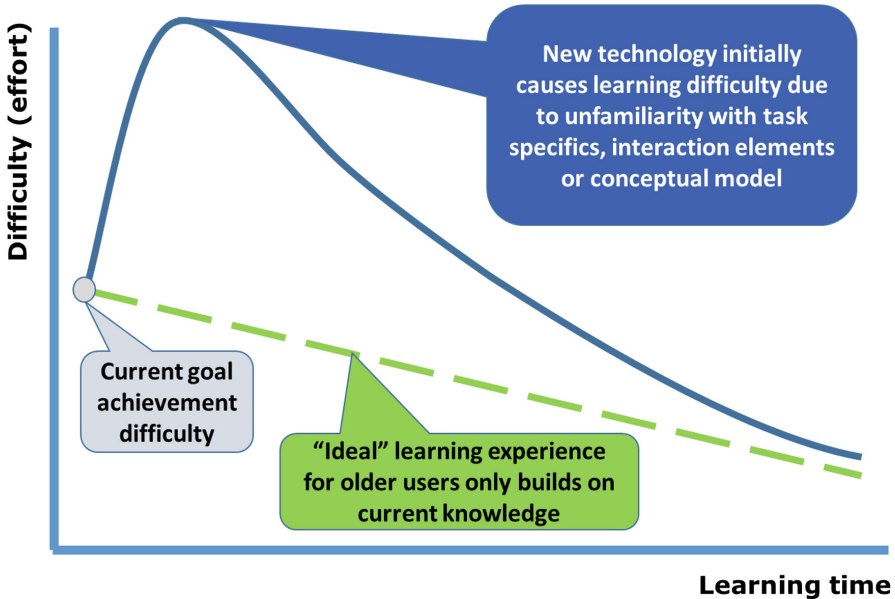 Difficulty (effort)
New technology initially
causes learning difficulty due
to unfamiliarity with task
specifics, interaction elements
or conceptual model
Current goal
achievement
difficulty
“Ideal” learning experience
for older users only builds on
current knowledge
Learning time